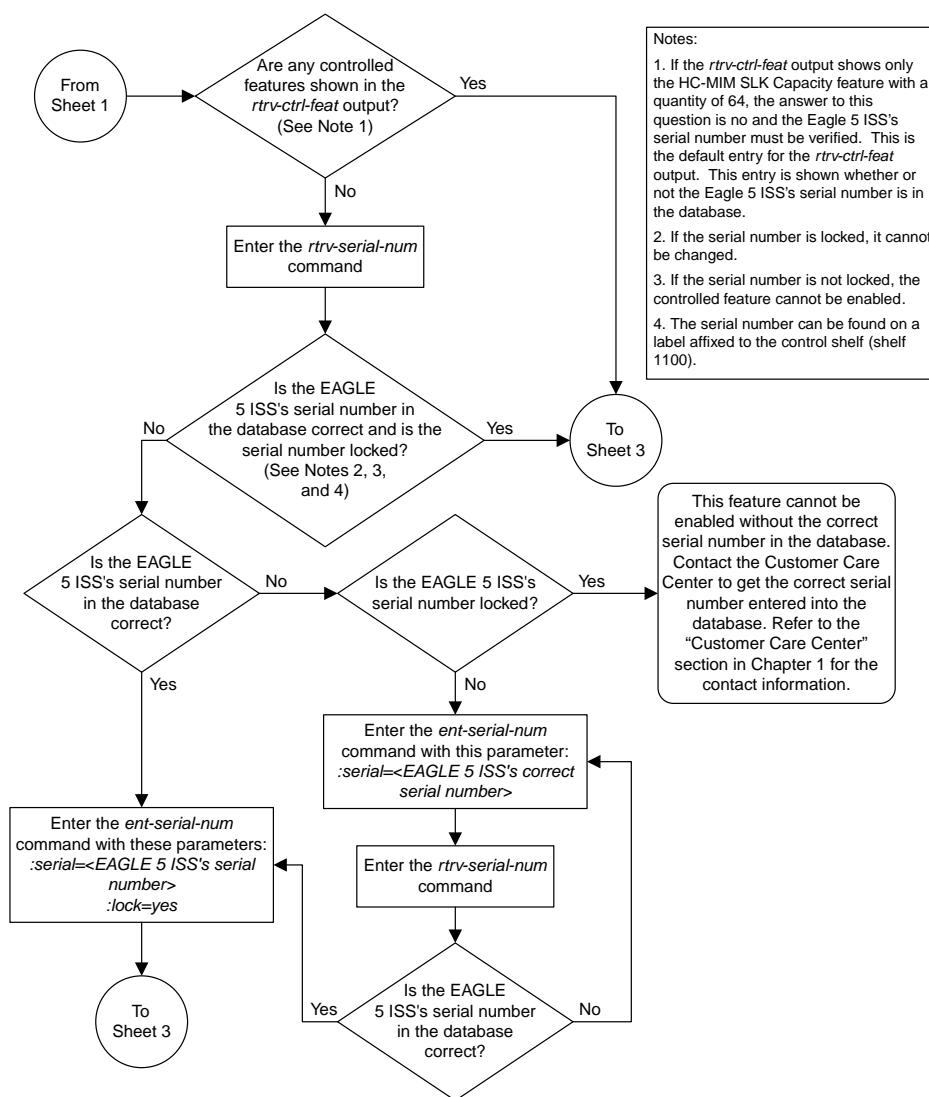 From
Sheet 1
Are any controlled
features shown in the
rtrv-ctrl-feat output?
(See Note 1)
Yes
No
Notes:
1. If the rtrv-ctrl-feat output shows only
the HC-MIM SLK Capacity feature with a
quantity of 64, the answer to this
question is no and the Eagle 5 ISS's
serial number must be verified. This is
the default entry for the rtrv-ctrl-feat
output. This entry is shown whether or
not the Eagle 5 ISS's serial number is in
the database.
2. If the serial number is locked, it cannot
be changed.
3. If the serial number is not locked, the
controlled feature cannot be enabled.
4. The serial number can be found on a
label affixed to the control shelf (shelf
1100).
Enter the rtrv-serial-num
command
Is the EAGLE
5 ISS's serial number in
the database correct and is the
serial number locked?
(See Notes 2, 3,
and 4)
No
Yes
To
Sheet 3
Is the EAGLE
5 ISS's serial number
in the database
correct?
No
Yes
Is the EAGLE 5 ISS's
serial number locked?
Yes
No
This feature cannot be
enabled without the correct
serial number in the database.
Contact the Customer Care
Center to get the correct serial
number entered into the
database. Refer to the
“Customer Care Center”
section in Chapter 1 for the
contact information.
Enter the ent-serial-num
command with this parameter:
:serial=<EAGLE 5 ISS's correct
serial number>
Enter the rtrv-serial-num
command
Enter the ent-serial-num
command with these parameters:
:serial=<EAGLE 5 ISS's serial
number>
:lock=yes
Is the EAGLE
5 ISS's serial number
in the database
correct?
Yes
No
To
Sheet 3